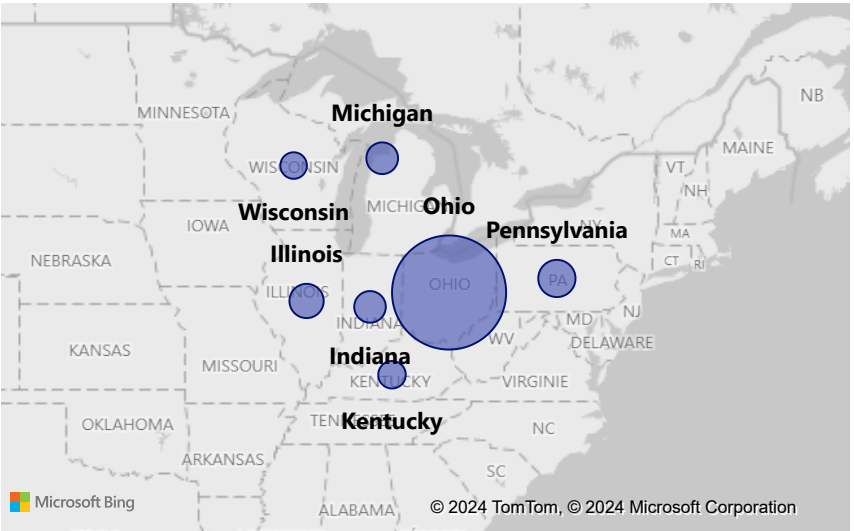 NB
Michigan
MINNESOTA
MAINE
VT
WISCONSIN
NH
Ohio
MICHIGA
Wisconsin
IOWA
NY
Pennsylvania
MA
Illinois
NEBRASKA
CT
RI
PA
OHIO
ILLINOIS
NJ
MD
INDIANA
WV
DELAWARE
KANSAS
Indiana
MISSOURI
KENTUCKY
VIRGINIE
Kentucky
TENNESSEE
OKLAHOMA
NC
ARKANSAS
SC
Microsoft Bing
ALABAMA
© 2024 TomTom, © 2024 Microsoft Corporation